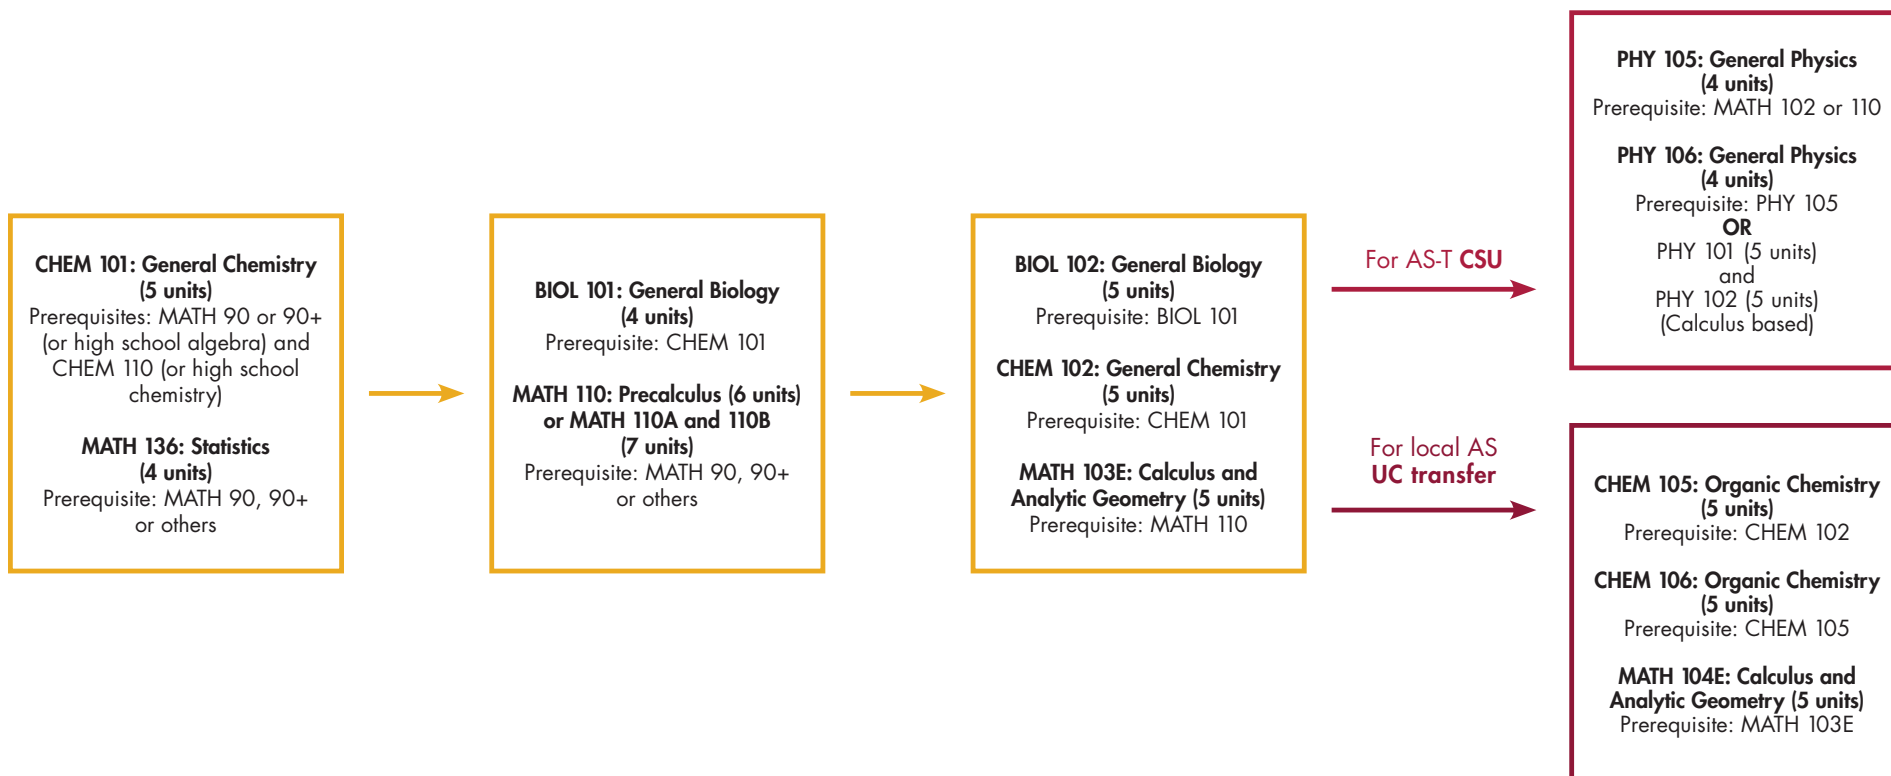 CHEM 101: General Chemistry
(5 units)
Prerequisites: MATH 90 or 90+
(or high school algebra) and
CHEM 110 (or high school
chemistry)
MATH 136: Statistics
(4 units)
Prerequisite: MATH 90, 90+
or others
BIOL 101: General Biology
(4 units)
Prerequisite: CHEM 101
MATH 110: Precalculus (6 units)
or MATH 110A and 110B
(7 units)
Prerequisite: MATH 90, 90+
or others
BIOL 102: General Biology
(5 units)
Prerequisite: BIOL 101
CHEM 102: General Chemistry
(5 units)
Prerequisite: CHEM 101
MATH 103E: Calculus and
Analytic Geometry (5 units)
Prerequisite: MATH 110
For AS-T CSU
PHY 105: General Physics
(4 units)
Prerequisite: MATH 102 or 110
PHY 106: General Physics
(4 units)
Prerequisite: PHY 105
OR
PHY 101 (5 units)
and
PHY 102 (5 units)
(Calculus based)
For local AS
UC transfer
CHEM 105: Organic Chemistry
(5 units)
Prerequisite: CHEM 102
CHEM 106: Organic Chemistry
(5 units)
Prerequisite: CHEM 105
MATH 104E: Calculus and
Analytic Geometry (5 units)
Prerequisite: MATH 103E